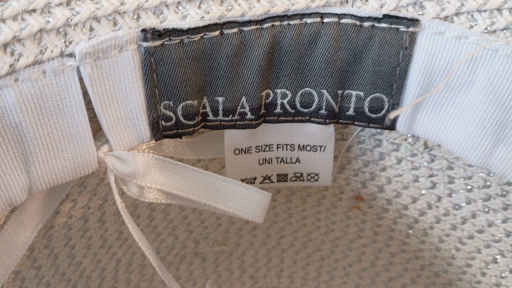 SCALA PRONTO
ONE SIZE FITS MOST/
UNI TALLA